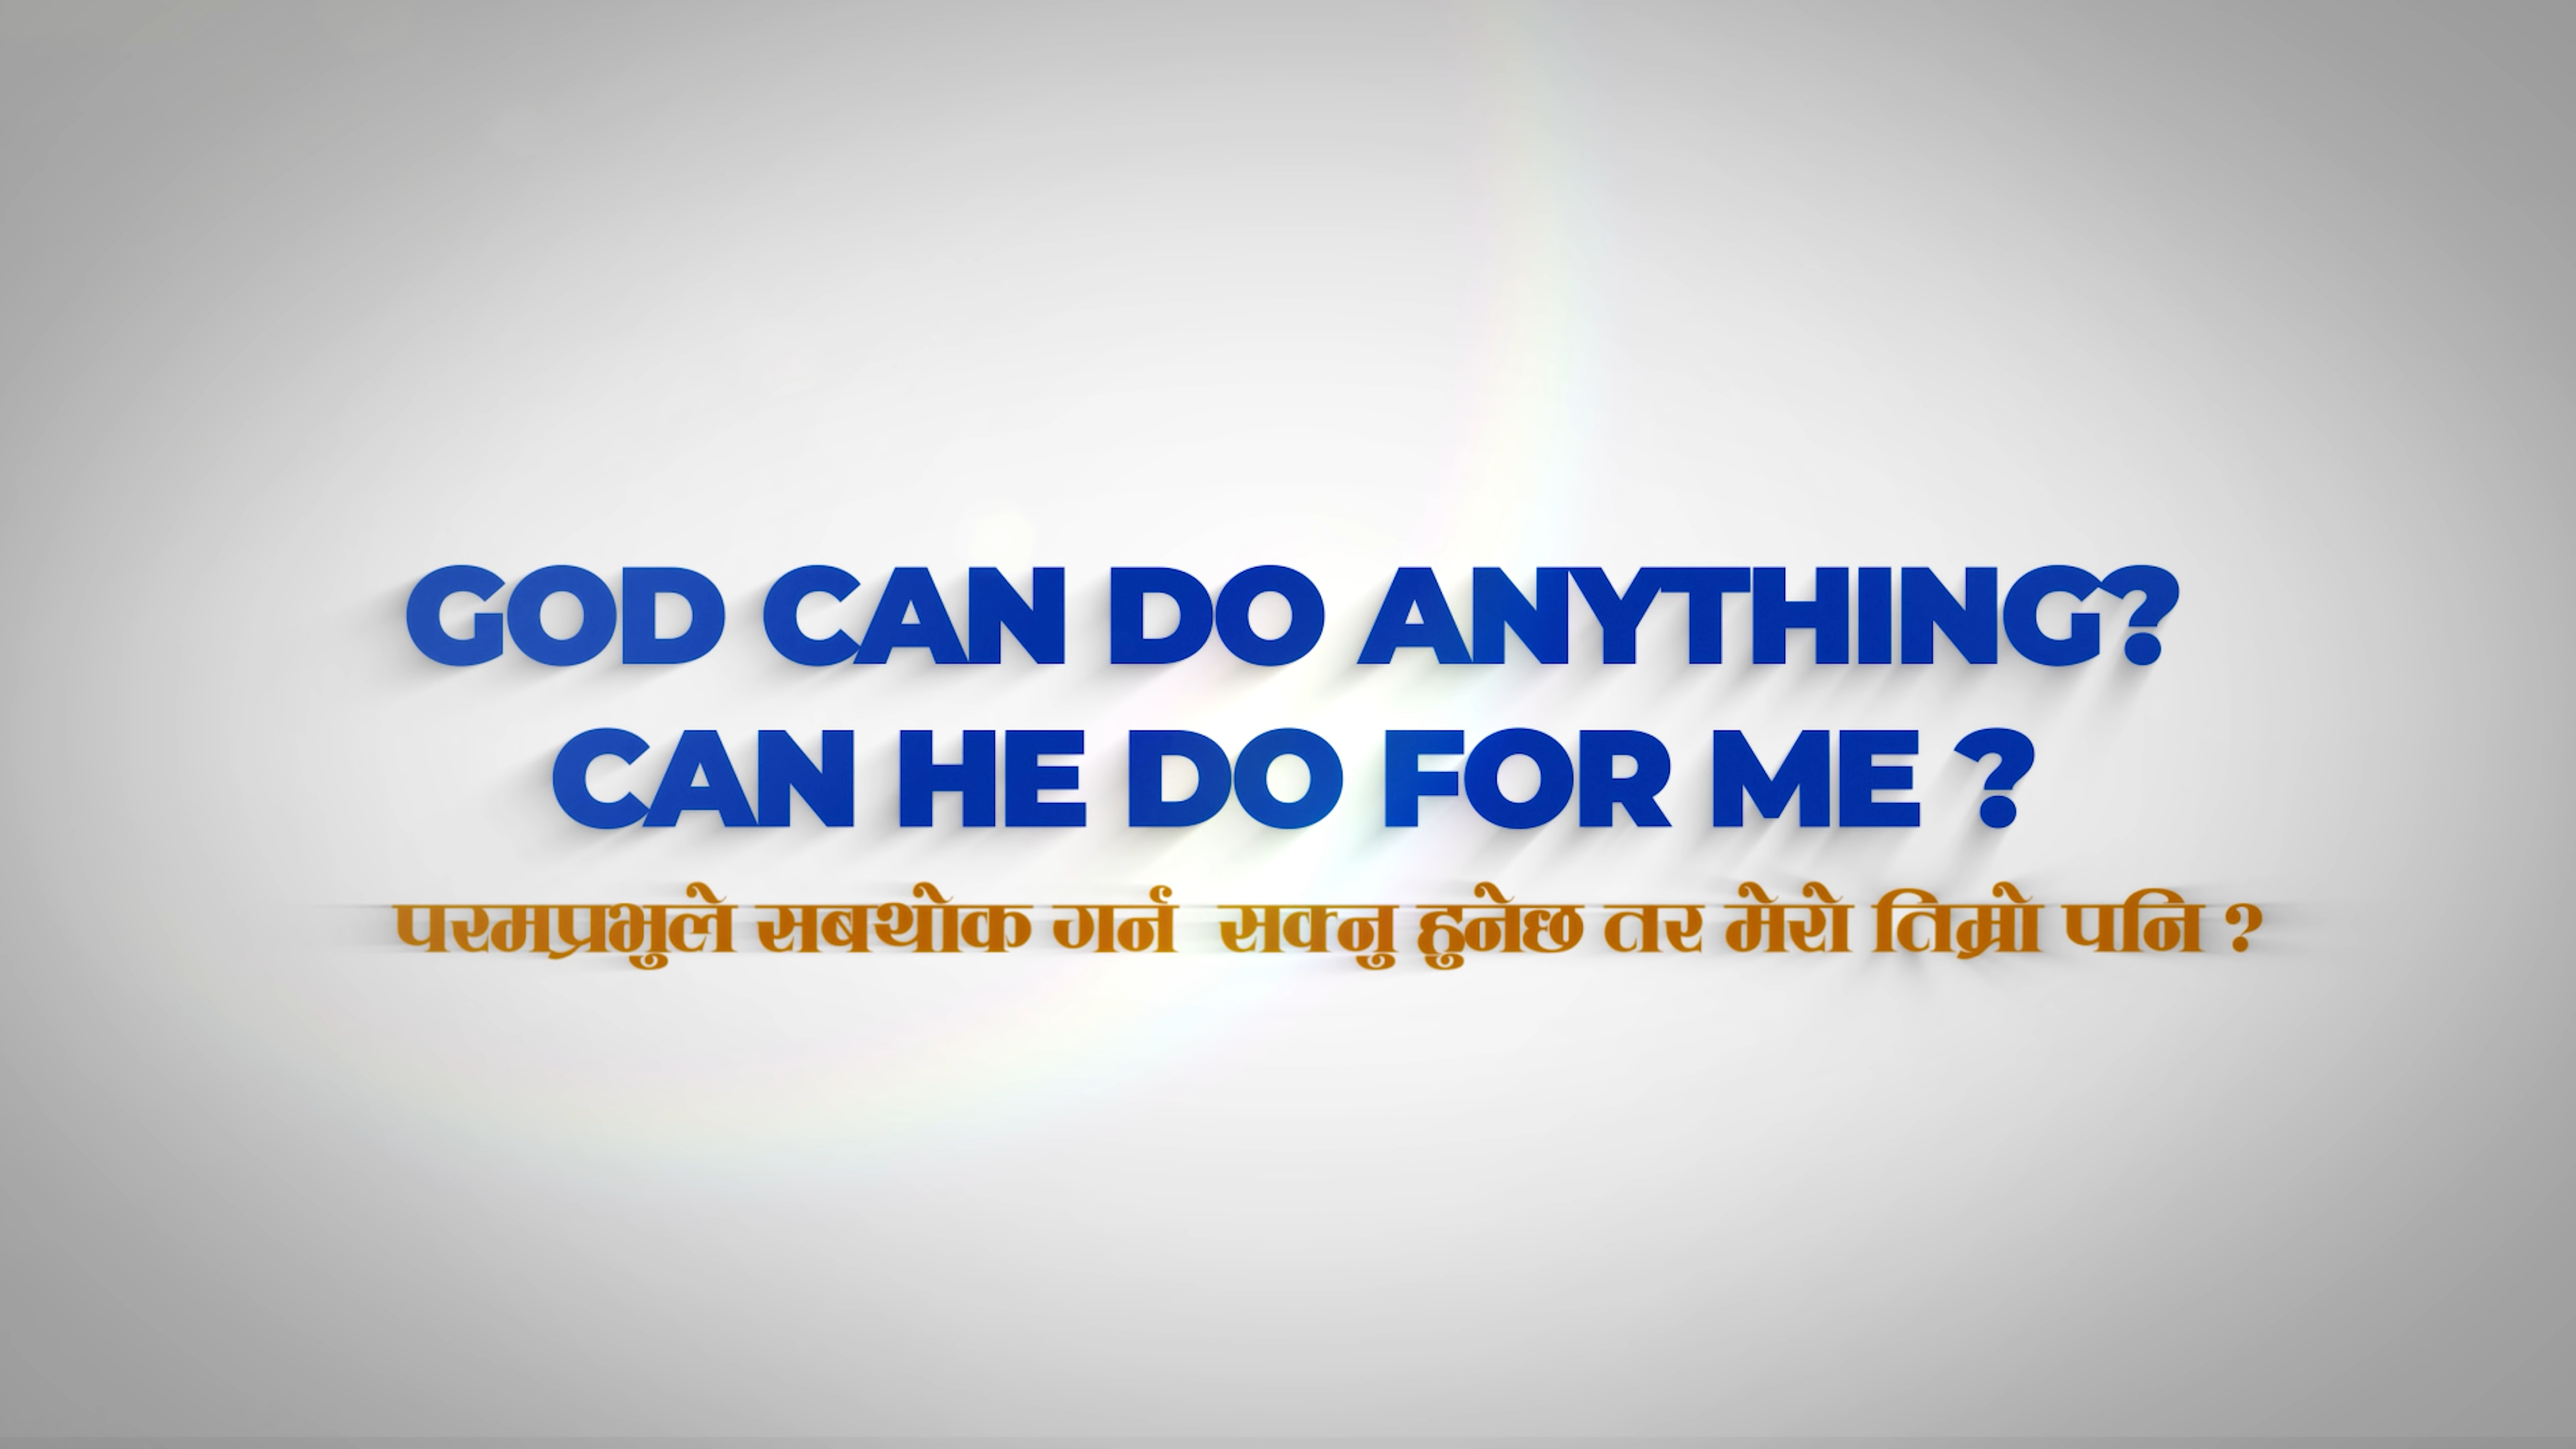 GOD CAN DO ANYTHING?
CAN HE DO FOR ME ?
परमप्रभुले सबथोक गर्न सक्नु हुनेछ तर मेरो तिम्रो पनि ?